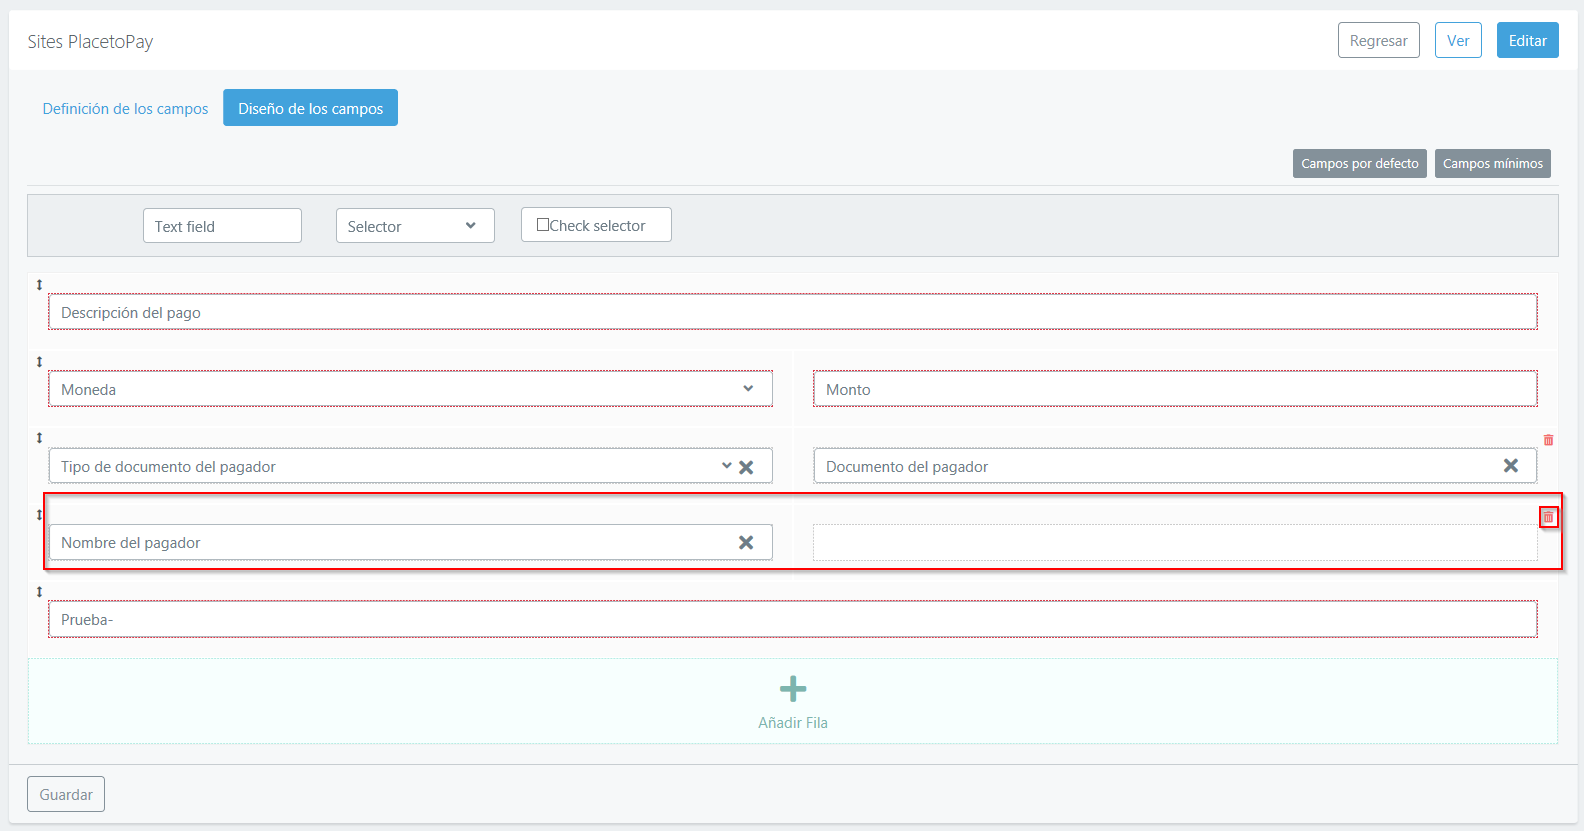 Sites PlacetoPay
Regresar
Ver
Editar
Definición de los campos
Diseño de los campos
Campos por defecto
Campos mínimos
Text field
Selector
Check selector
Descripción del pago
Moneda
Monto
Tipo de documento del pagador
Documento del pagador
Nombre del pagador
Prueba-
Añadir Fila
Guardar